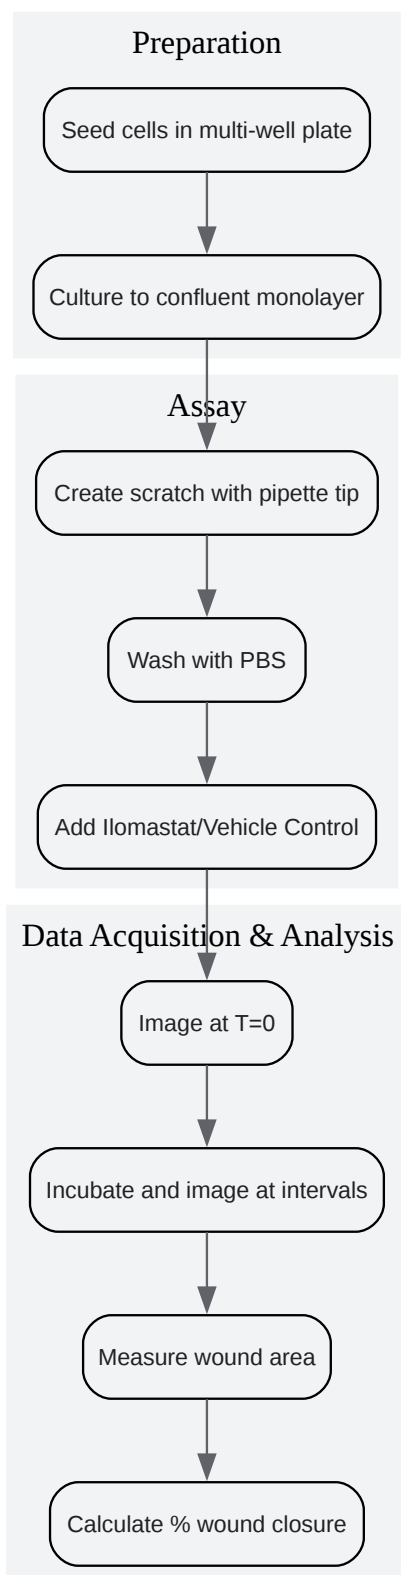 Preparation
Seed cells in multi-well plate
Culture to confluent monolayer
Assay
Create scratch with pipette tip
Wash with PBS
Add Ilomastat/Vehicle Control
Data Acquisition & Analysis
Image at T=0
Incubate and image at intervals
Measure wound area
Calculate % wound closure